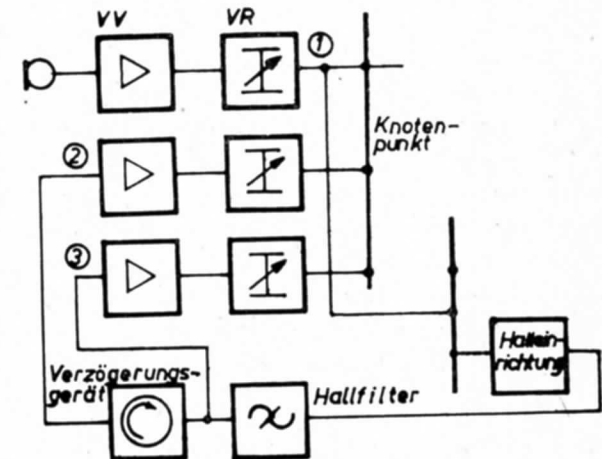 VV VR
①
Knoten-
punkt
②
③
Hallein-
richtung
Verzögerungs-
gerät
Hallfilter